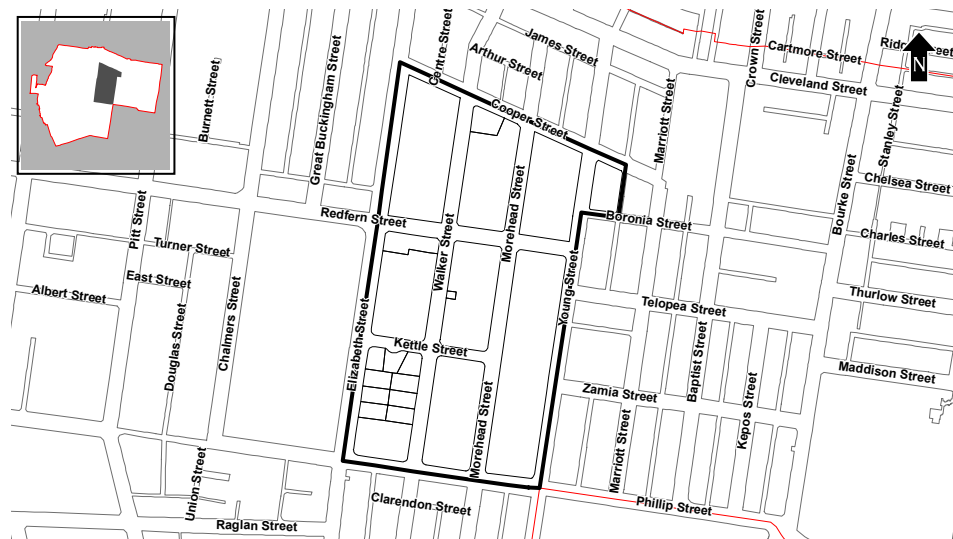 James Street
Centre Street
Arthur Street
Crown Street
Cartmore Street
N
Cleveland Street
Burnett Street
Great Buckingham Street
Cooper Street
Marriott Street
Stanley Street
Chelsea Street
Bourke Street
Pitt Street
Redfern Street
Walker Street
Morehead Street
Boronia Street
Charles Street
Turner Street
East Street
Albert Street
Douglas Street
Chalmers Street
Elizabeth Street
Young Street
Telopea Street
Thurlow Street
Kettle Street
Baptist Street
Maddison Street
Zamia Street
Kepos Street
Morehead Street
Marriott Street
Union Street
Clarendon Street
Phillip Street
Raglan Street